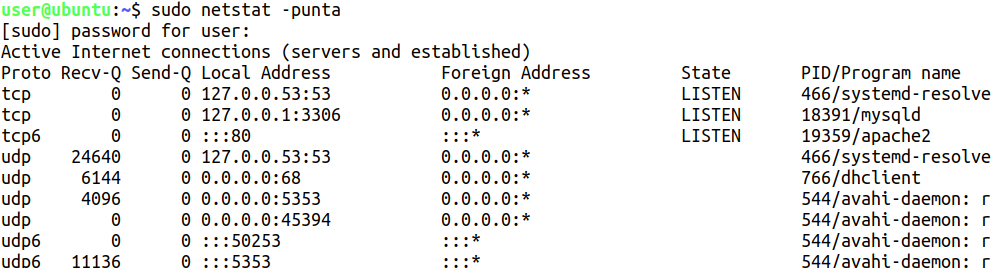 user@ubuntu:~$ sudo netstat -punta
[sudo] password for user:
Active Internet connections (servers and established)
Proto Recv-Q Send-Q Local Address           Foreign Address         State       PID/Program name
tcp        0      0 127.0.0.53:53           0.0.0.0:*               LISTEN      466/systemd-resolve
tcp        0      0 127.0.0.1:3306          0.0.0.0:*               LISTEN      18391/mysqld
tcp6       0      0 :::80                   :::*                    LISTEN      19359/apache2
udp    24640      0 127.0.0.53:53           0.0.0.0:*                           466/systemd-resolve
udp     6144      0 0.0.0.0:68              0.0.0.0:*                           766/dhclient
udp     4096      0 0.0.0.0:5353            0.0.0.0:*                           544/avahi-daemon: r
udp        0      0 0.0.0.0:45394           0.0.0.0:*                           544/avahi-daemon: r
udp6       0      0 :::50253                :::*                                544/avahi-daemon: r
udp6   11136      0 :::5353                 :::*                                544/avahi-daemon: r